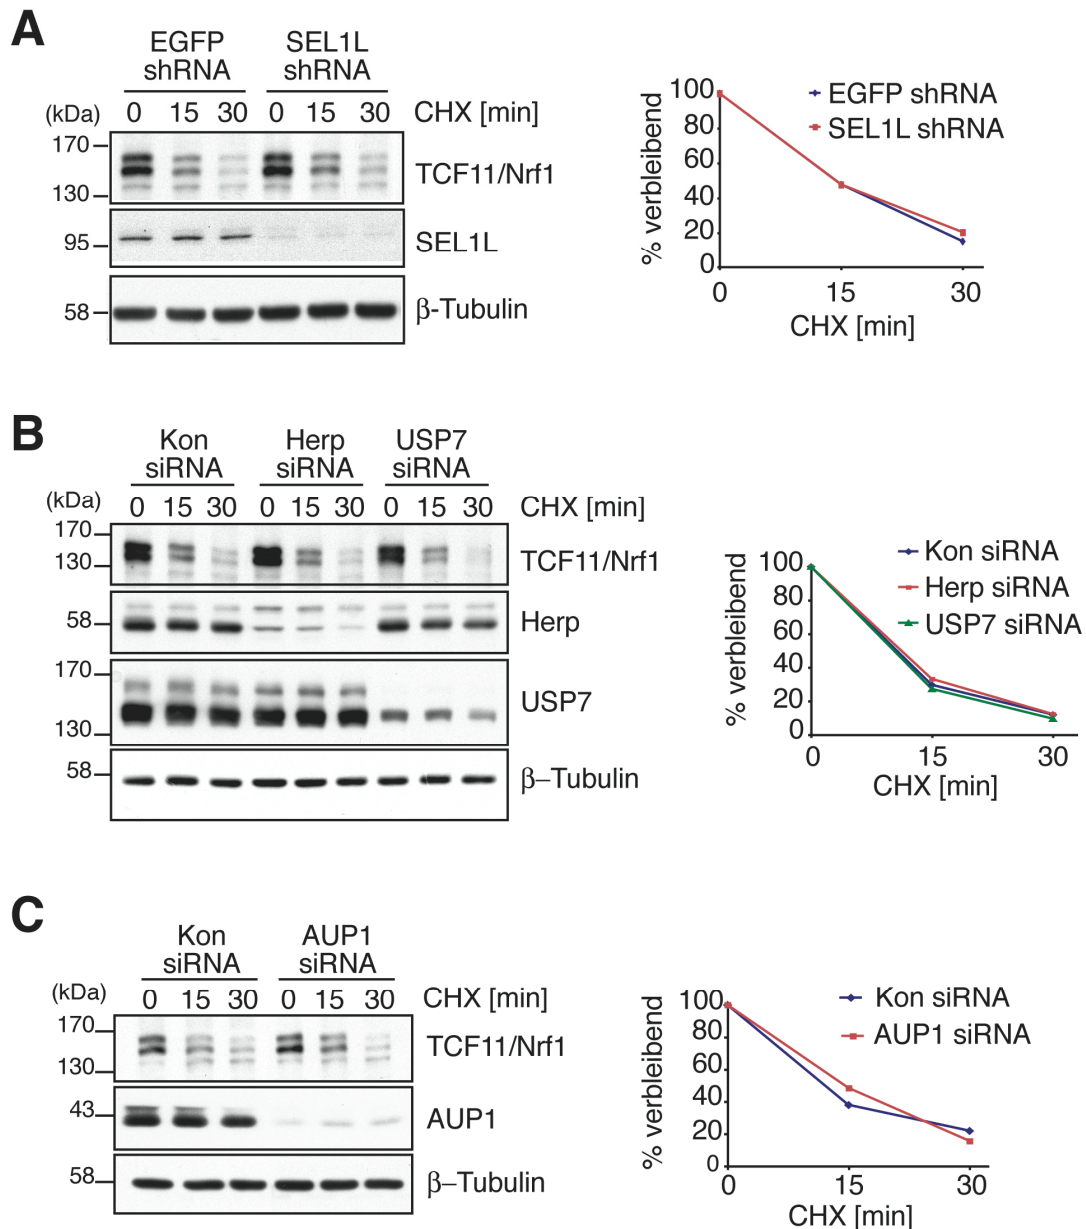 A
EGFP
shRNA
SEL1L
shRNA
(kDa)
0 15 30 0 15 30 CHX [min]
170
130
TCF11/Nrf1
95
SEL1L
58
β-Tubulin
100
80
60
40
20
0
% verbleibend
EGFP shRNA
SEL1L shRNA
0 15 30
CHX [min]
B
Kon
siRNA
Herp
siRNA
USP7
siRNA
(kDa)
0 15 30 0 15 30 0 15 30 CHX [min]
170
130
TCF11/Nrf1
58
Herp
170
130
USP7
58
β–Tubulin
100
80
60
40
20
0
% verbleibend
Kon siRNA
Herp siRNA
USP7 siRNA
0 15 30
CHX [min]
C
Kon
siRNA
AUP1
siRNA
(kDa)
0 15 30 0 15 30 CHX [min]
170
130
TCF11/Nrf1
43
AUP1
58
β–Tubulin
100
80
60
40
20
0
% verbleibend
Kon siRNA
AUP1 siRNA
0 15 30
CHX [min]